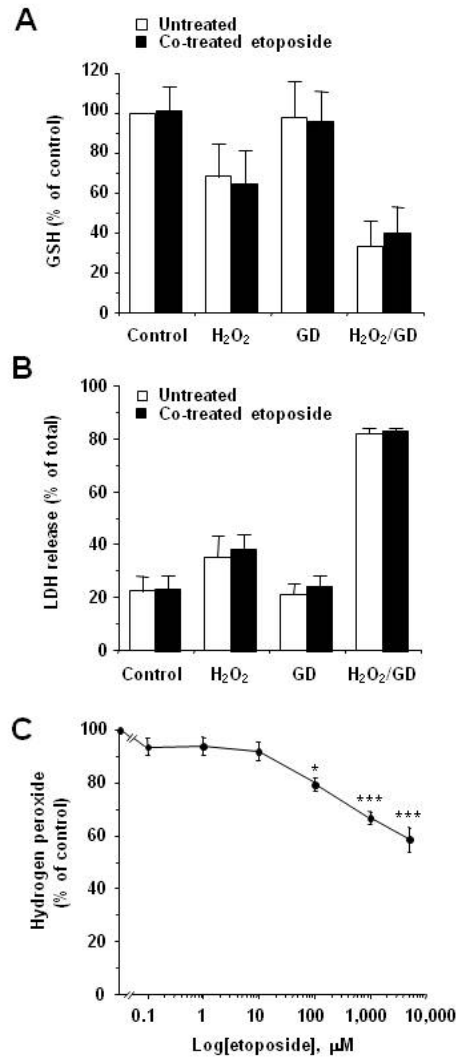 A
Untreated
Co-treated etoposide
GSH (% of control)
120
100
80
60
40
20
0
Control H₂O₂ GD H₂O₂/GD
B
Untreated
Co-treated etoposide
LDH release (% of total)
100
80
60
40
20
0
Control H₂O₂ GD H₂O₂/GD
C
Hydrogen peroxide
(% of control)
100
80
60
40
20
0
* *** ***
0.1 1 10 100 1,000 10,000
Log[etoposide], µM